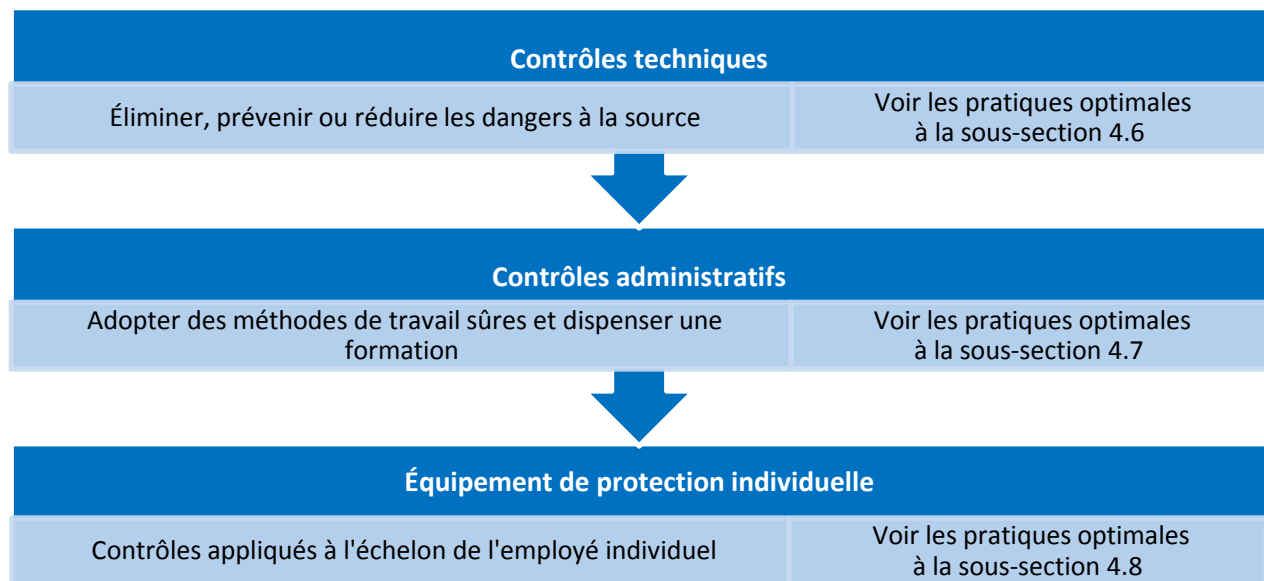 Contrôles techniques
Éliminer, prévenir ou réduire les dangers à la source
Voir les pratiques optimales
à la sous-section 4.6
Contrôles administratifs
Adopter des méthodes de travail sûres et dispenser une
formation
Voir les pratiques optimales
à la sous-section 4.7
Équipement de protection individuelle
Contrôles appliqués à l'échelon de l'employé individuel
Voir les pratiques optimales
à la sous-section 4.8